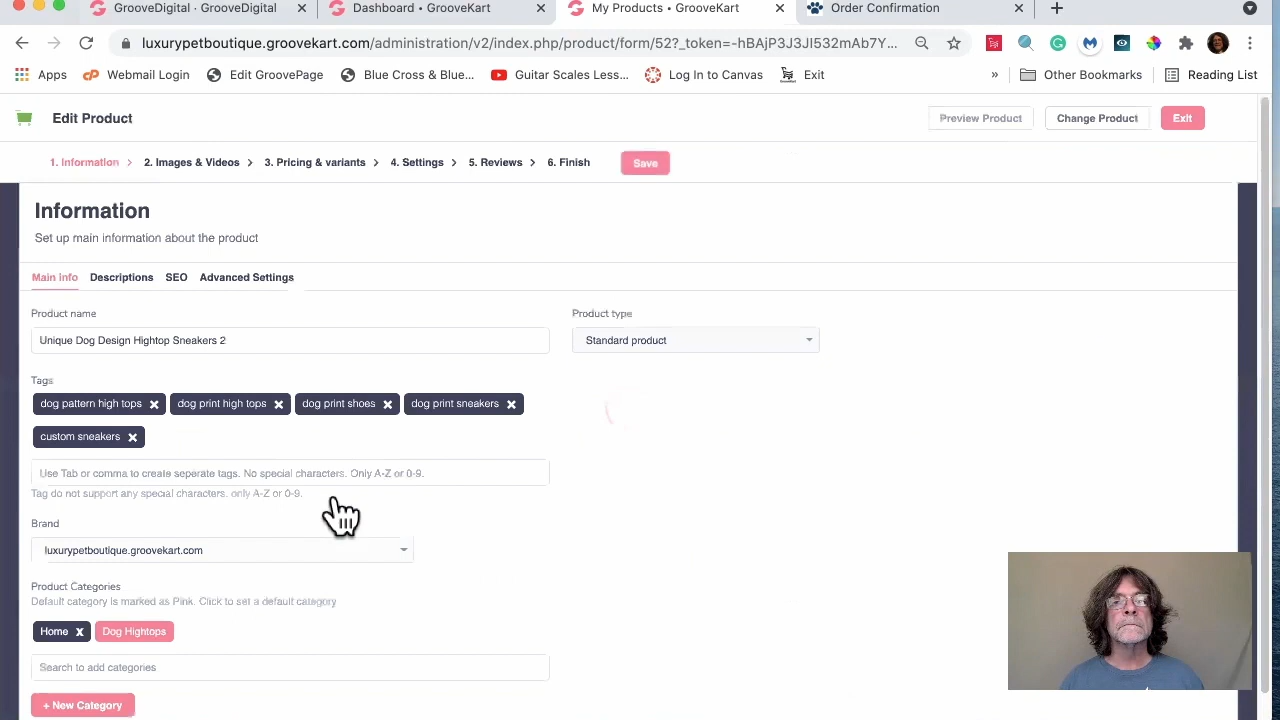 GrooveDigital · GrooveDigital
Dashboard • GrooveKart
My Products • GrooveKart
Order Confirmation
luxurypetboutique.groovekart.com/administration/v2/index.php/product/form/52?_token=-hBAjP3J3JI532mAb7Y...
Apps
Webmail Login
Edit GroovePage
Blue Cross & Blue...
Guitar Scales Less...
Log In to Canvas
Exit
»
Other Bookmarks
Reading List
Edit Product
Preview Product
Change Product
Exit
1. Information > 2. Images & Videos > 3. Pricing & variants > 4. Settings > 5. Reviews > 6. Finish
Save
Information
Set up main information about the product
Main info Descriptions SEO Advanced Settings
Product name
Product type
Unique Dog Design Hightop Sneakers 2
Standard product
Tags
dog pattern high tops × dog print high tops × dog print shoes × dog print sneakers ×
custom sneakers ×
Use Tab or comma to create seperate tags. No special characters. Only A-Z or 0-9.
Tag do not support any special characters. only A-Z or 0-9.
Brand
luxurypetboutique.groovekart.com
Product Categories
Default category is marked as Pink. Click to set a default category
Home x Dog Hightops
Search to add categories
+ New Category